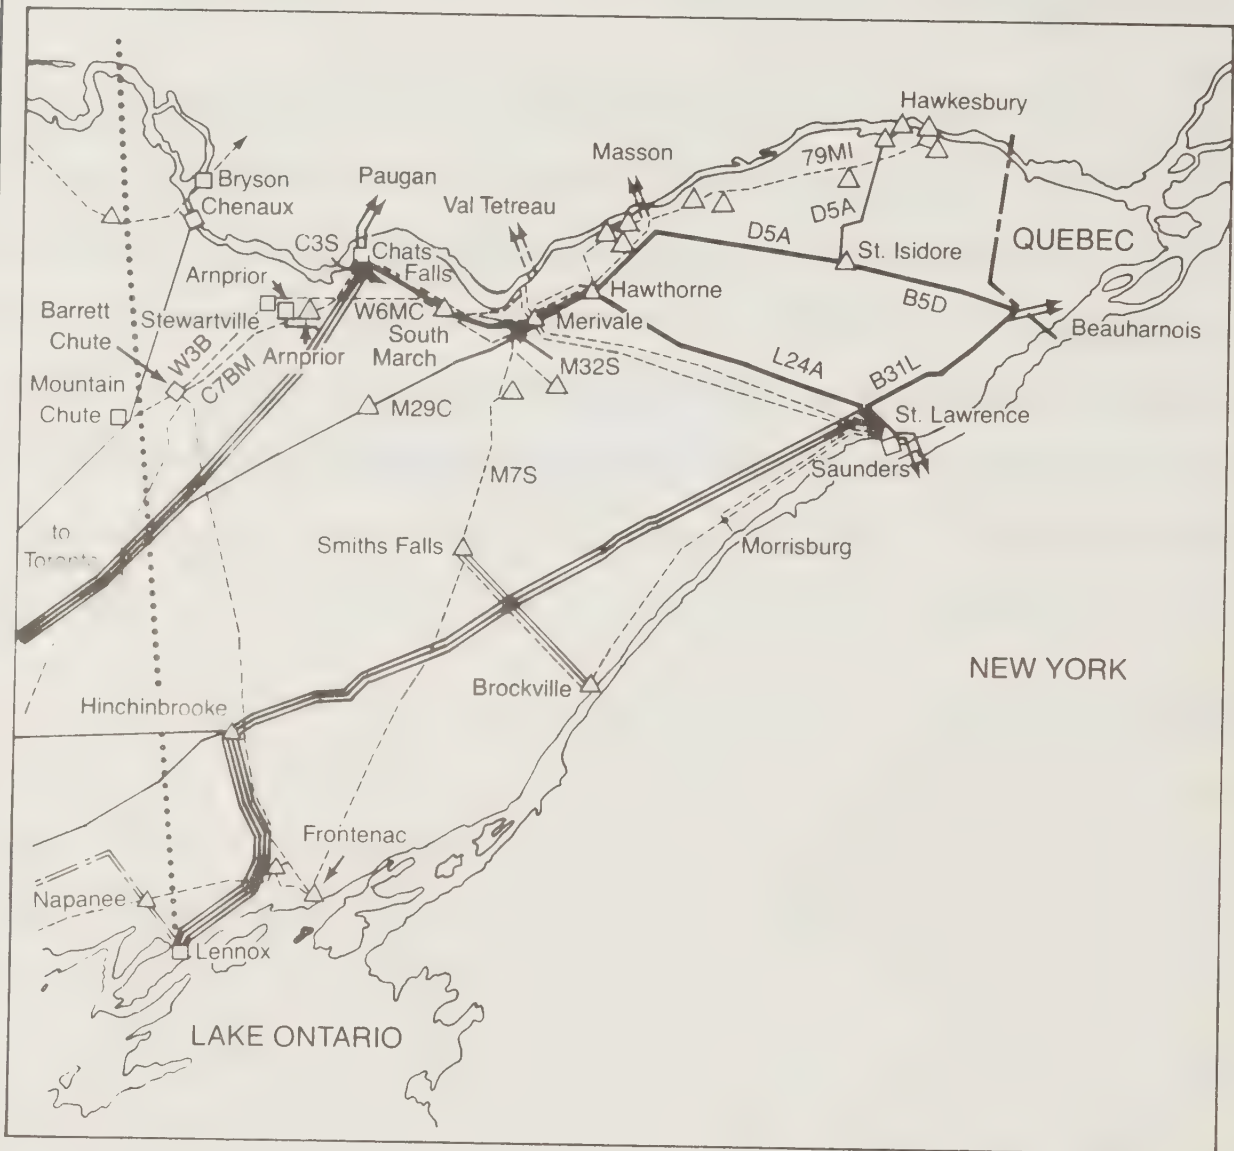 Hawkesbury
Masson
79MI
Paugan
Bryson
Val Tetreau
Chenaux
D5A
D5A
C3S
Chats
Falls
St. Isidore
QUEBEC
Arnprior
Hawthorne
B5D
Barrett
Chute
Stewartville
W6MC
South
March
Merivale
Beauharnois
W3B
Arnprior
M32S
L24A
B31L
Mountain
Chute
C7BM
M29C
St. Lawrence
Saunders
M7S
to
Toronto
Smiths Falls
Morrisburg
NEW YORK
Brockville
Hinchinbrooke
Frontenac
Napanee
Lennox
LAKE ONTARIO